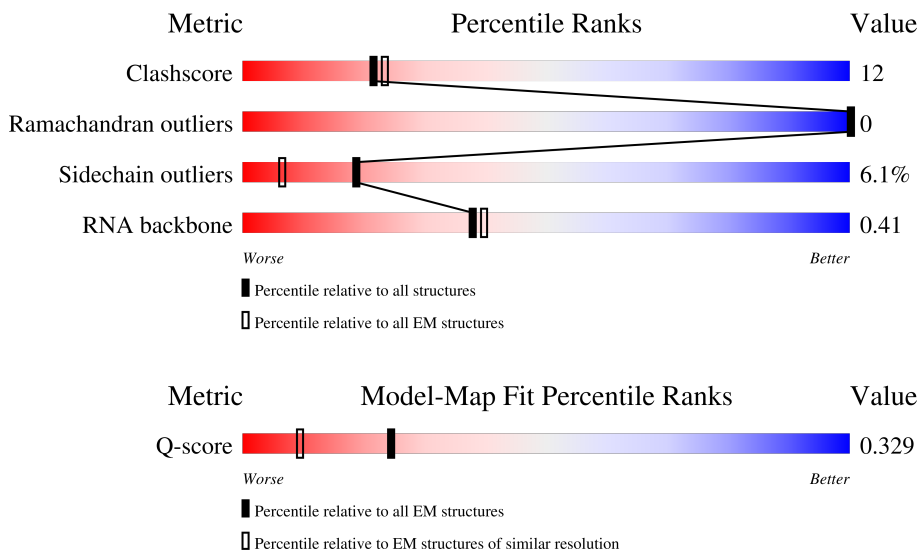 Metric Percentile Ranks Value
Clashscore 12
Ramachandran outliers 0
Sidechain outliers 6.1%
RNA backbone 0.41
Worse Better
Percentile relative to all structures
Percentile relative to all EM structures
Metric Model-Map Fit Percentile Ranks Value
Q-score 0.329
Worse Better
Percentile relative to all EM structures
Percentile relative to EM structures of similar resolution